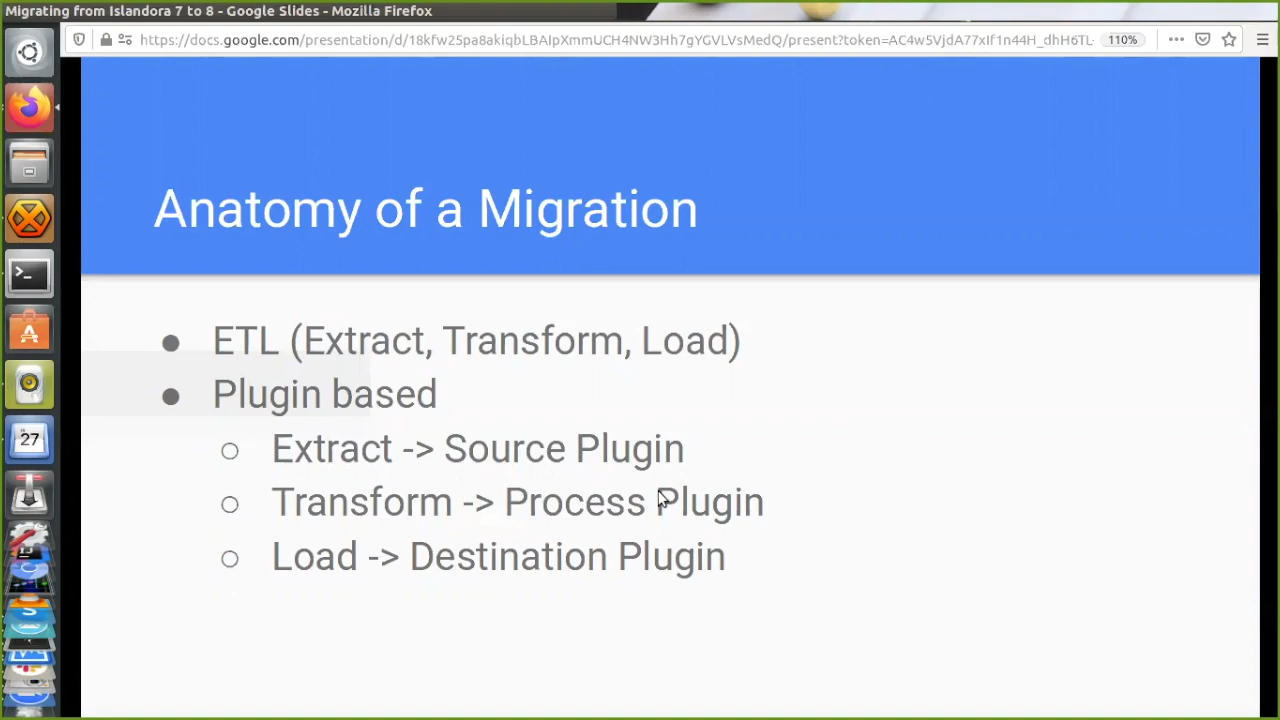 Migrating from Islandora 7 to 8 - Google Slides - Mozilla Firefox
https://docs.google.com/presentation/d/18kfw25pa8akiqbLBAIpXmmUCH4NW3Hh7gYGVLVsMedQ/present?token=AC4w5VjdA77xIf1n44H_dhH6TL- 110%
Anatomy of a Migration
● ETL (Extract, Transform, Load)
● Plugin based
○ Extract -> Source Plugin
○ Transform -> Process Plugin
○ Load -> Destination Plugin
27